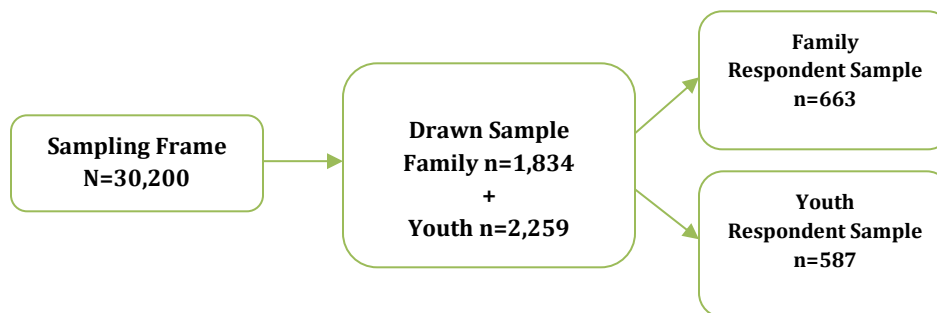 Sampling Frame
N=30,200
Drawn Sample
Family n=1,834
+
Youth n=2,259
Family
Respondent Sample
n=663
Youth
Respondent Sample
n=587